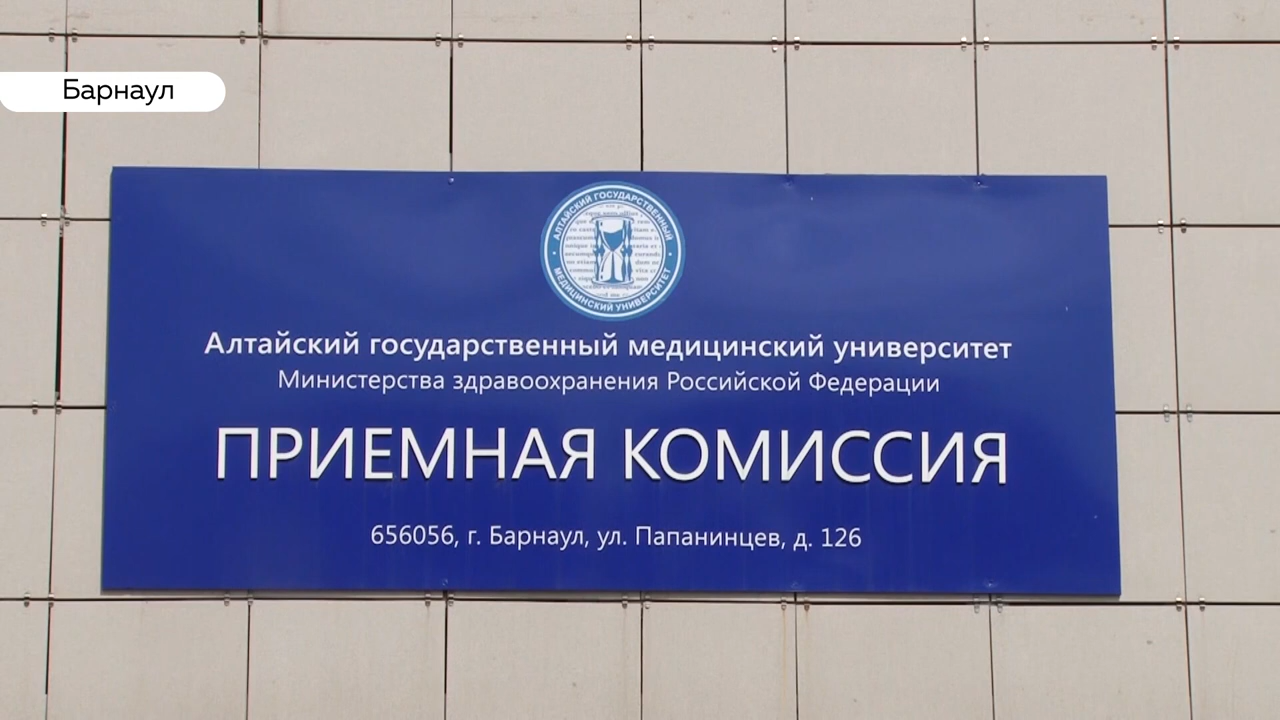 Барнаул
АЛТАЙСКИЙ ГОСУДАРСТВЕННЫЙ
МЕДИЦИНСКИЙ УНИВЕРСИТЕТ
Алтайский государственный медицинский университет
Министерства здравоохранения Российской Федерации
ПРИЕМНАЯ КОМИССИЯ
656056, г. Барнаул, ул. Папанинцев, д. 126